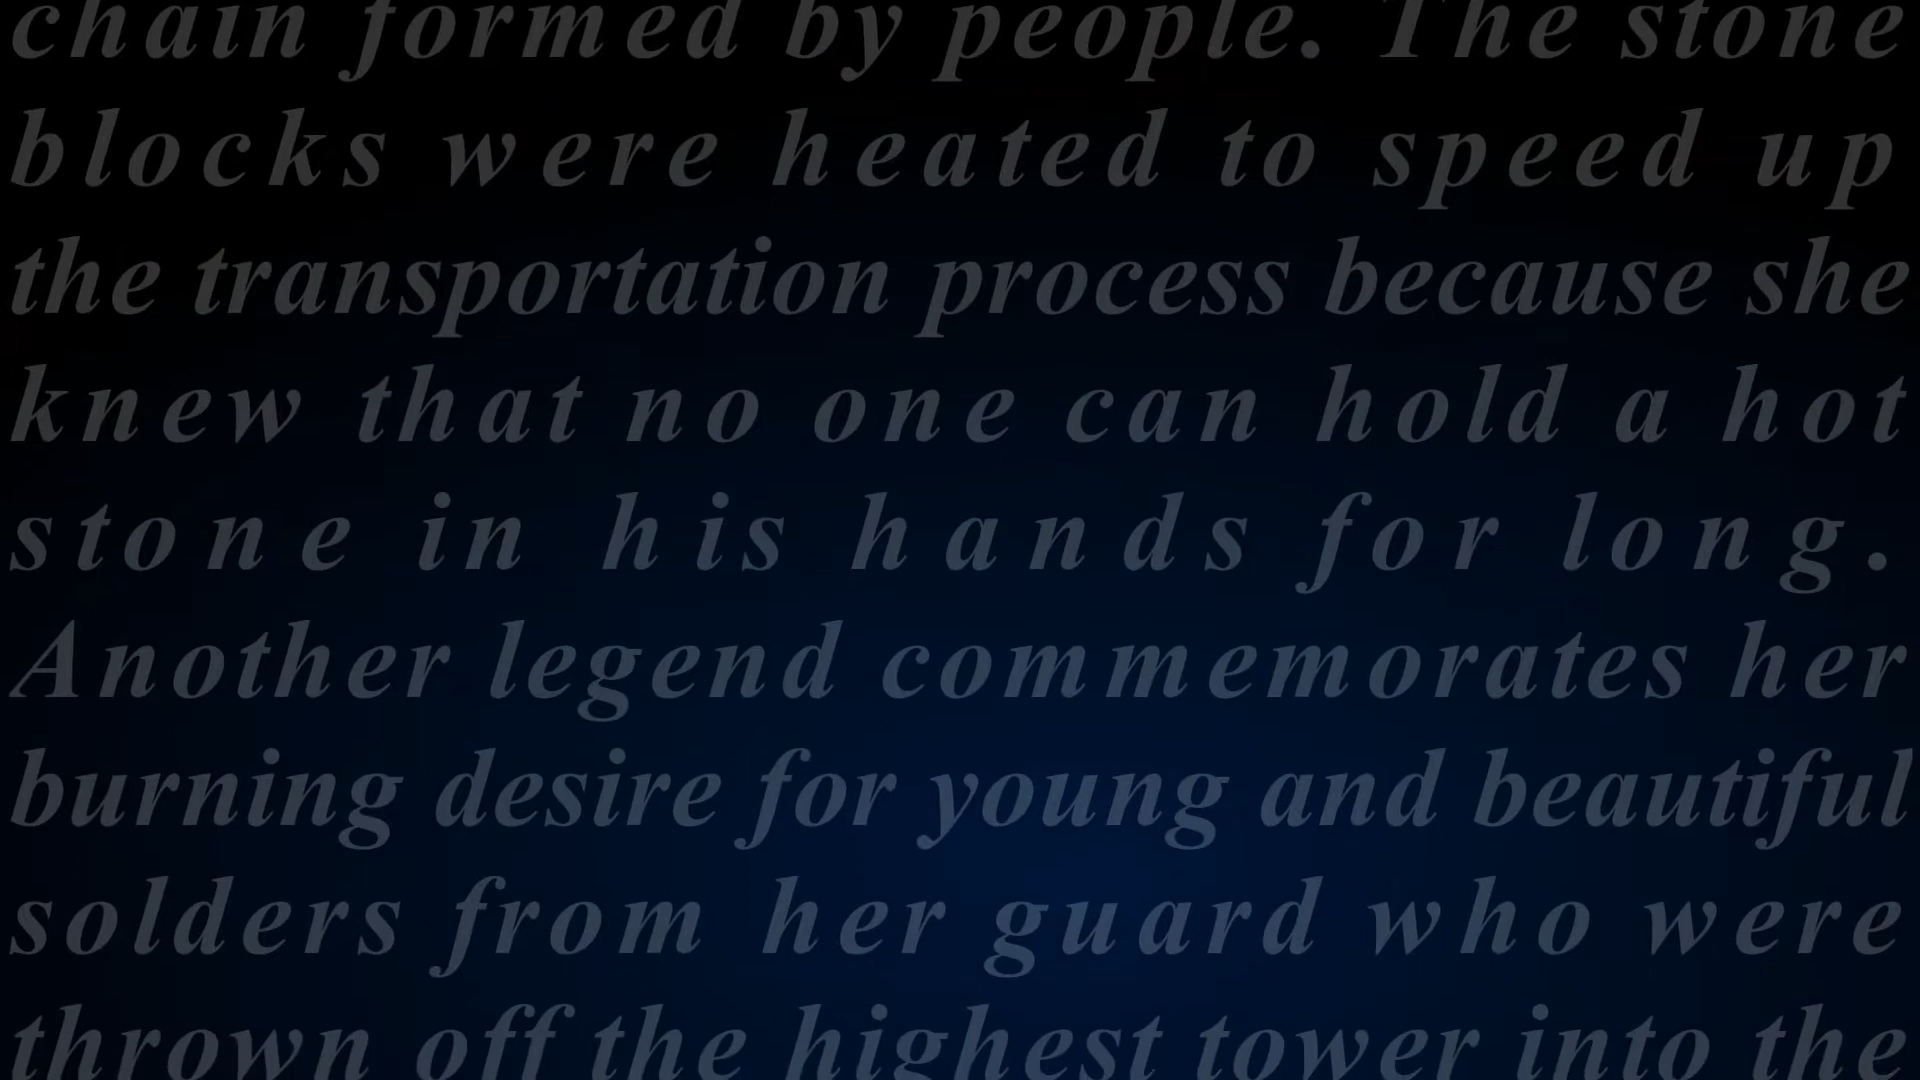 chain formed by people. The stone
blocks were heated to speed up
the transportation process because she
knew that no one can hold a hot
stone in his hands for long.
Another legend commemorates her
burning desire for young and beautiful
solders from her guard who were
thrown off the highest tower into the